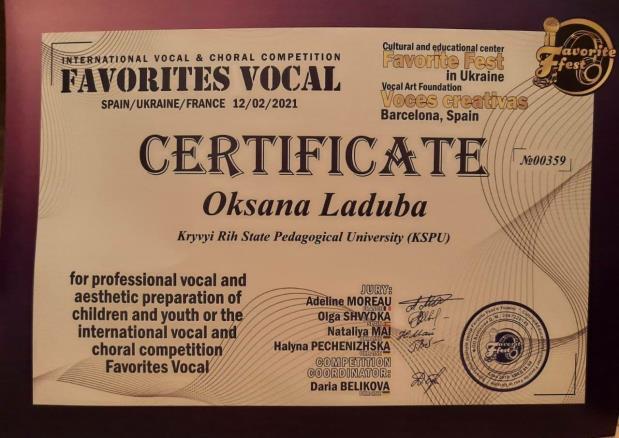 INTERNATIONAL VOCAL & CHORAL COMPETITION
FAVORITES VOCAL
SPAIN/UKRAINE/FRANCE 12/02/2021
Cultural and educational center
Favorite Fest
in Ukraine
Vocal Art Foundation
Voces creativas
Barcelona, Spain
Favorite
Fest
CERTIFICATE
№00359
Oksana Laduba
Kryvyi Rih State Pedagogical University (KSPU)
for professional vocal and
aesthetic preparation of
children and youth or the
international vocal and
choral competition
Favorites Vocal
JURY:
Adeline MOREAU
Olga SHVYDKA
Nataliya MAI
Halyna PECHENIZHSKA
COMPETITION
COORDINATOR:
Daria BELIKOVA
Favorite
Fest